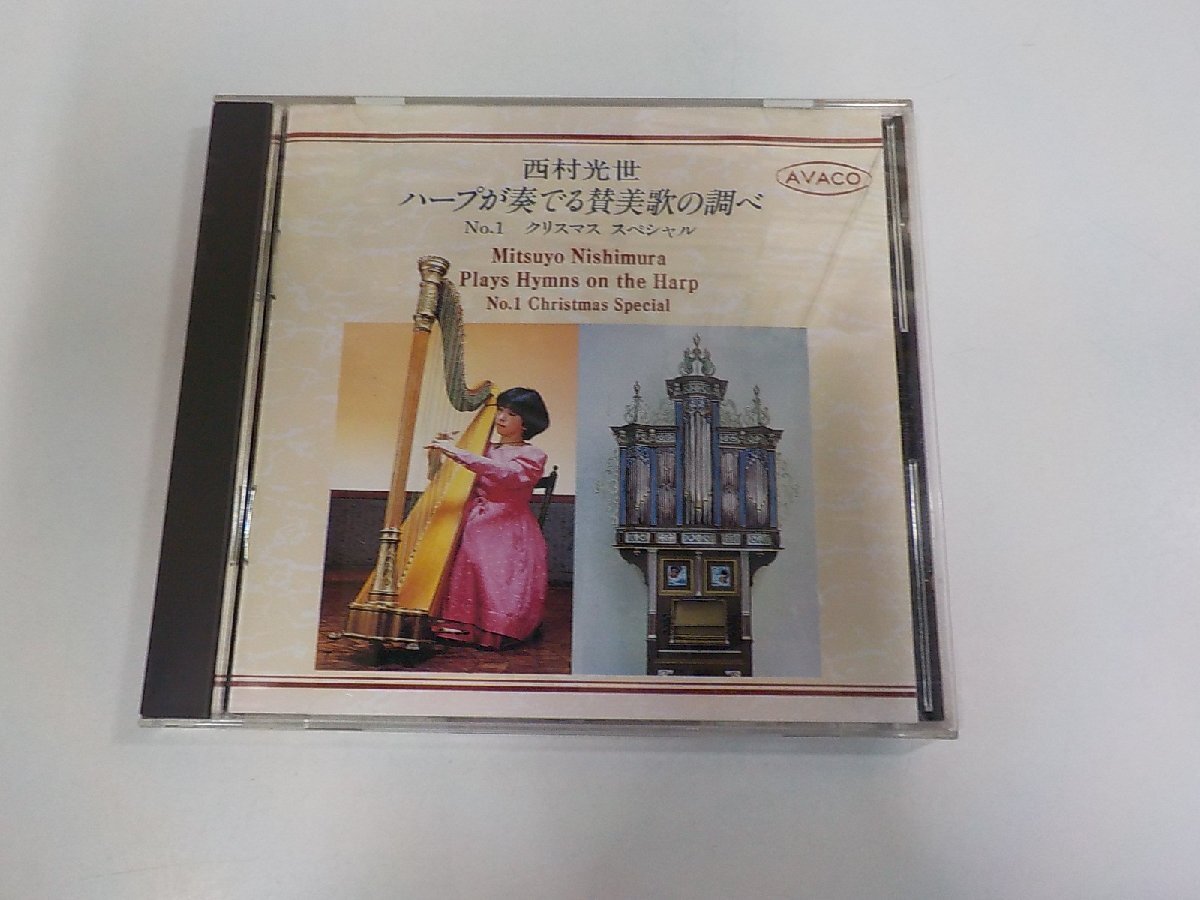 西村光世
AVACO
ハープが奏でる賛美歌の調べ
No.1 クリスマス スペシャル
Mitsuyo Nishimura
Plays Hymns on the Harp
No.1 Christmas Special